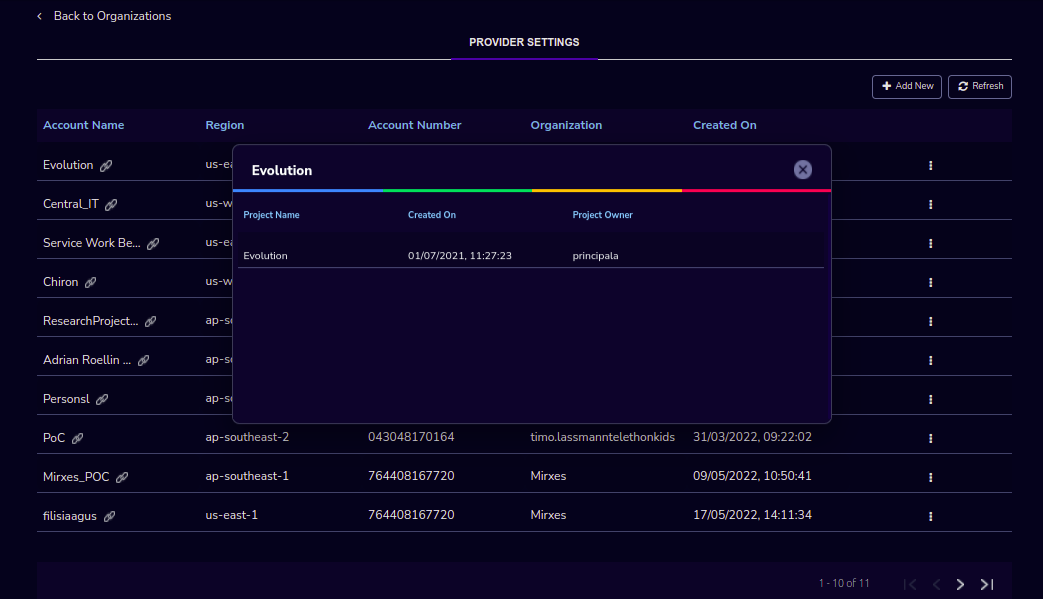 Back to Organizations
PROVIDER SETTINGS
Add New Refresh
Account Name Region Account Number Organization Created On
Evolution us-ea
Central_IT us-w
Service Work Be... us-ea
Chiron us-w
ResearchProject... ap-so
Adrian Roellin ... ap-so
Personsl ap-so
Evolution
Project Name Created On Project Owner
Evolution 01/07/2021, 11:27:23 principala
PoC ap-southeast-2 043048170164 timo.lassmanntelethonkids 31/03/2022, 09:22:02
Mirxes_POC ap-southeast-1 764408167720 Mirxes 09/05/2022, 10:50:41
filisiaagus us-east-1 764408167720 Mirxes 17/05/2022, 14:11:34
1 - 10 of 11